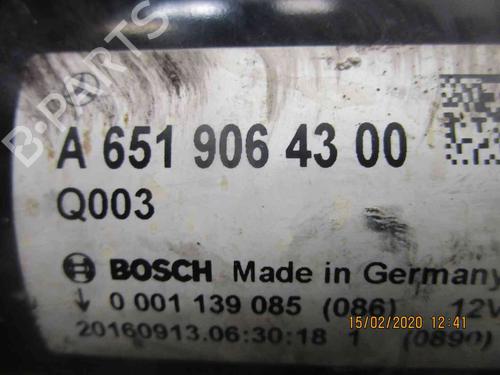 B-PARTS
A 651 906 43 00
Q003
BOSCH Made in Germany
↓ 0 001 139 085 (086) 12V
20160913.06:30:18 1 (0890)
15/02/2020 12:41